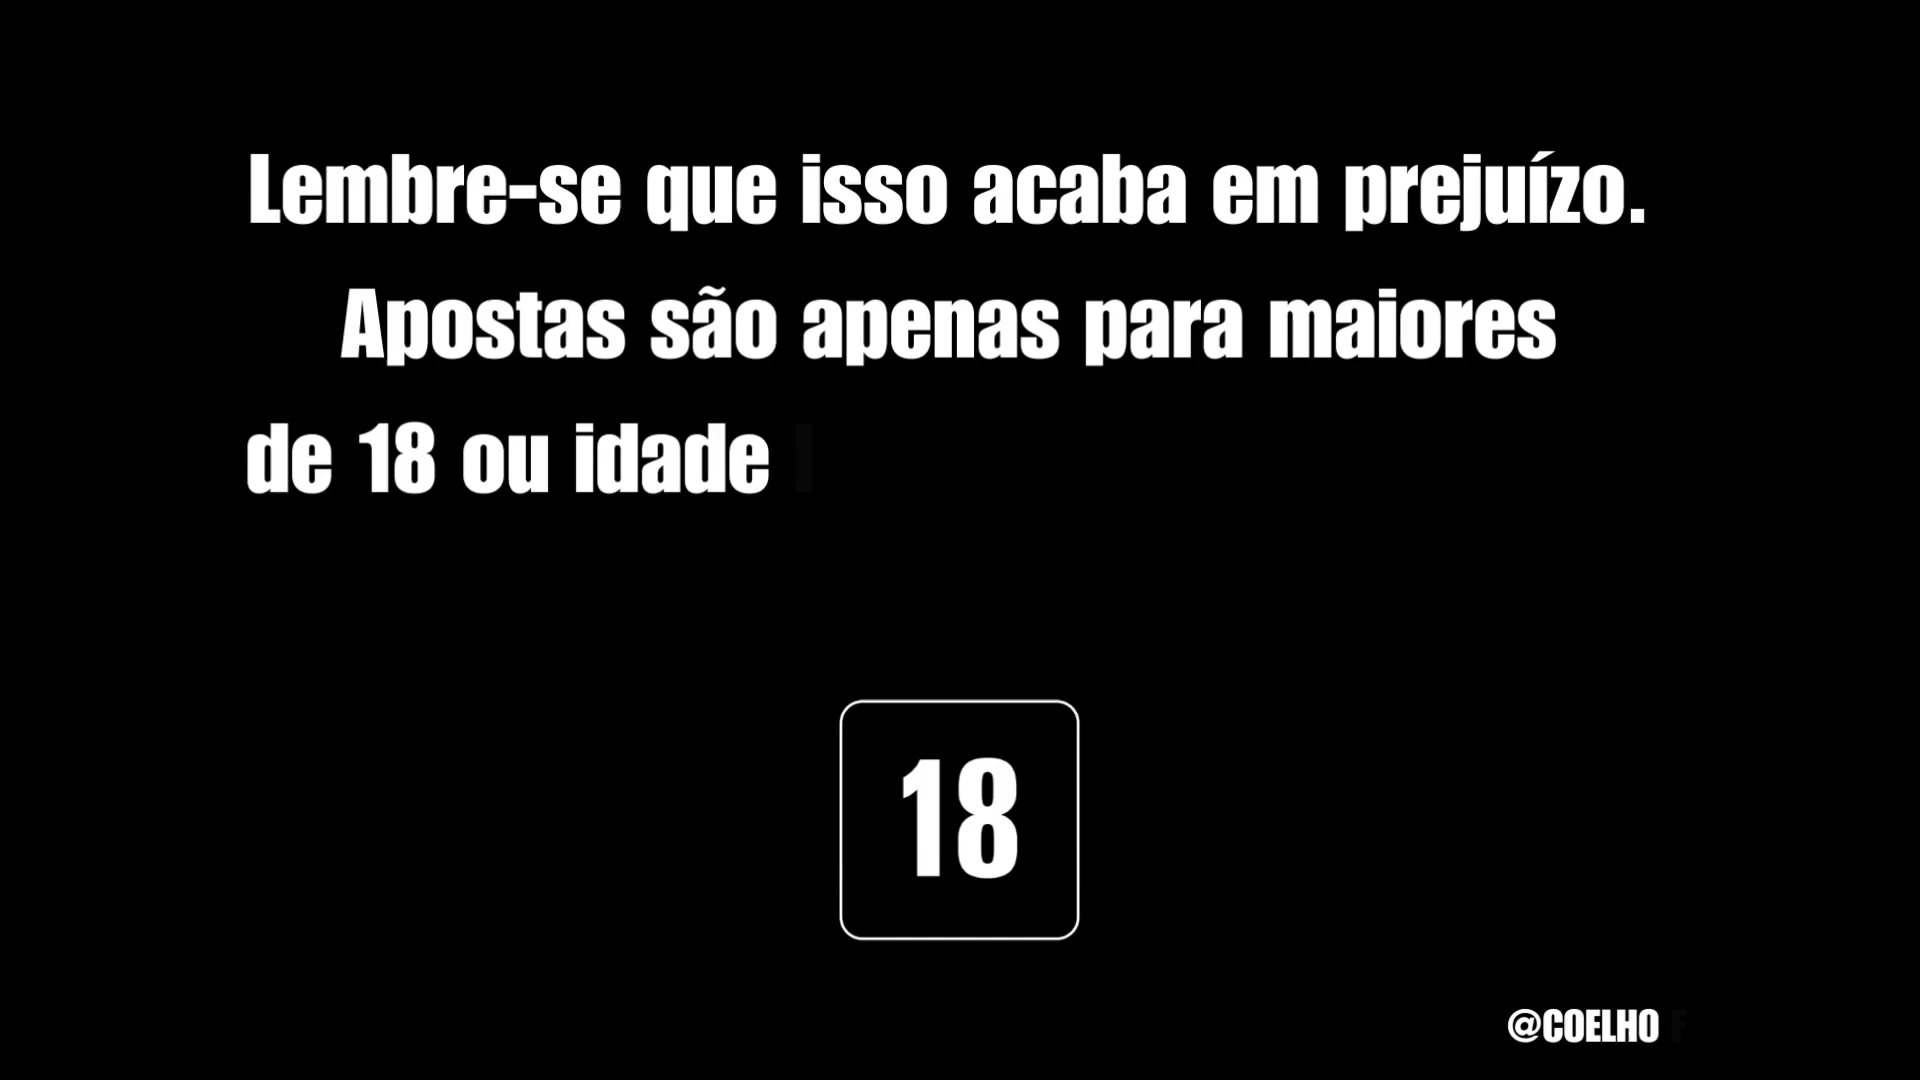 Lembre-se que isso acaba em prejuízo.
Apostas são apenas para maiores
de 18 ou idade
18
@COELHO